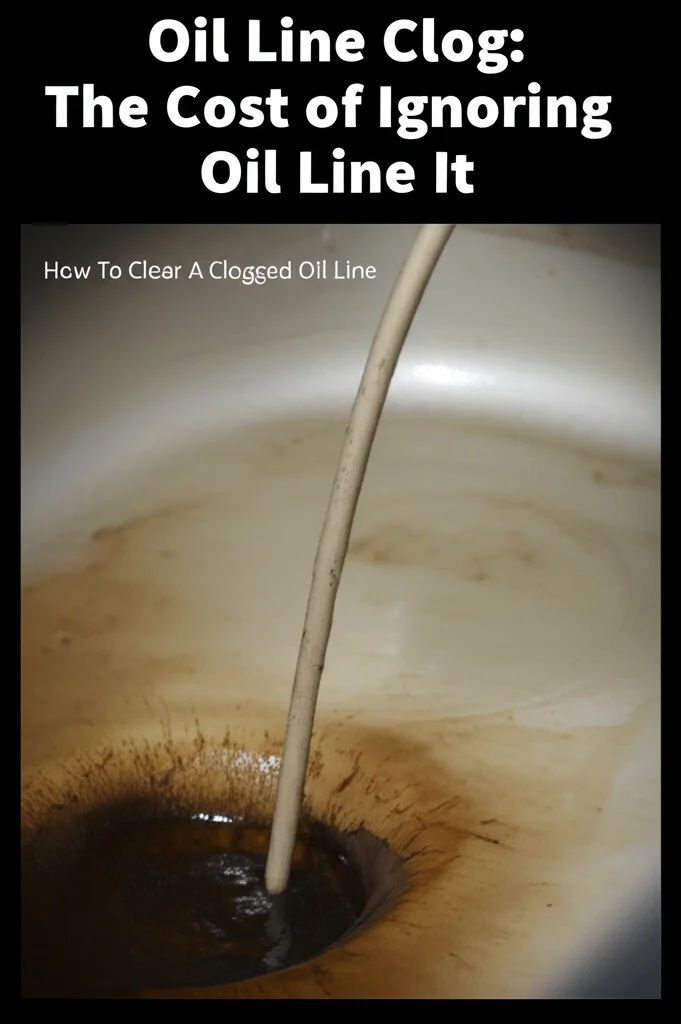 Oil Line Clog:
The Cost of Ignoring
Oil Line It
How To Clear A Clogged Oil Line